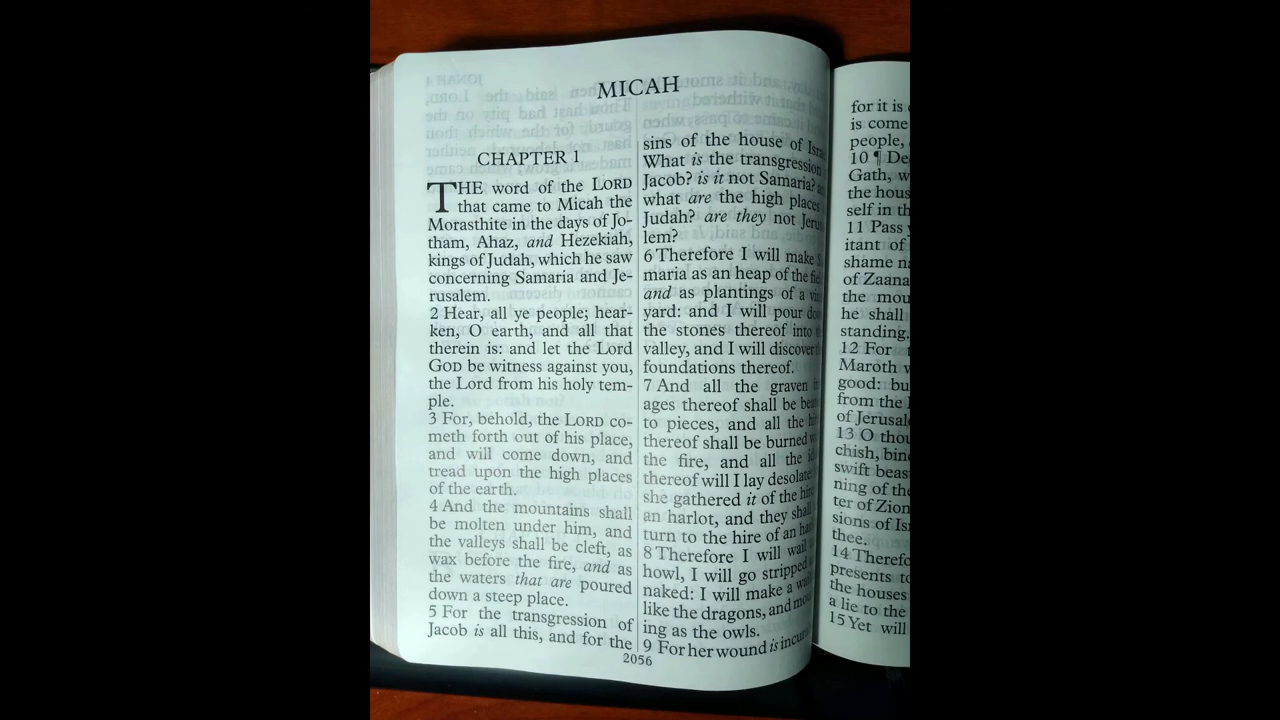 MICAH
CHAPTER 1
THE word of the LORD
that came to Micah the
Morasthite in the days of Jo-
tham, Ahaz, and Hezekiah,
kings of Judah, which he saw
concerning Samaria and Je-
rusalem.
2 Hear, all ye people; hear-
ken, O earth, and all that
therein is: and let the Lord
GOD be witness against you,
the Lord from his holy tem-
ple.
3 For, behold, the LORD co-
meth forth out of his place,
and will come down, and
tread upon the high places
of the earth.
4 And the mountains shall
be molten under him, and
the valleys shall be cleft, as
wax before the fire, and as
the waters that are poured
down a steep place.
5 For the transgression of
Jacob is all this, and for the
sins of the house of
What is the transgression
Jacob? is it not Samaria?
what are the high places
Judah? are they not Jeru
lem?
6 Therefore I will make
maria as an heap of the
and as plantings of a
yard: and I will pour
the stones thereof into
valley, and I will discover
foundations thereof.
7 And all the graven
ages thereof shall be
to pieces, and all the
thereof shall be burned
the fire, and all the
thereof will I lay desolate:
she gathered it of the
an harlot, and they shall
turn to the hire of an
8 Therefore I will wail
howl, I will go stripped
naked: I will make a
like the dragons, and
ing as the owls.
9 For her wound is
2056
for it is
is come
people,
10 ¶
Gath,
the hous
self in
11 Pass
itant of
shame
of
the
he shall
standing.
12 For
Maroth
good:
from the
of
13 O
chish,
swift
ning of
ter of Zion
sions of
thee.
14
presents
the houses
a lie to the
15 Yet will